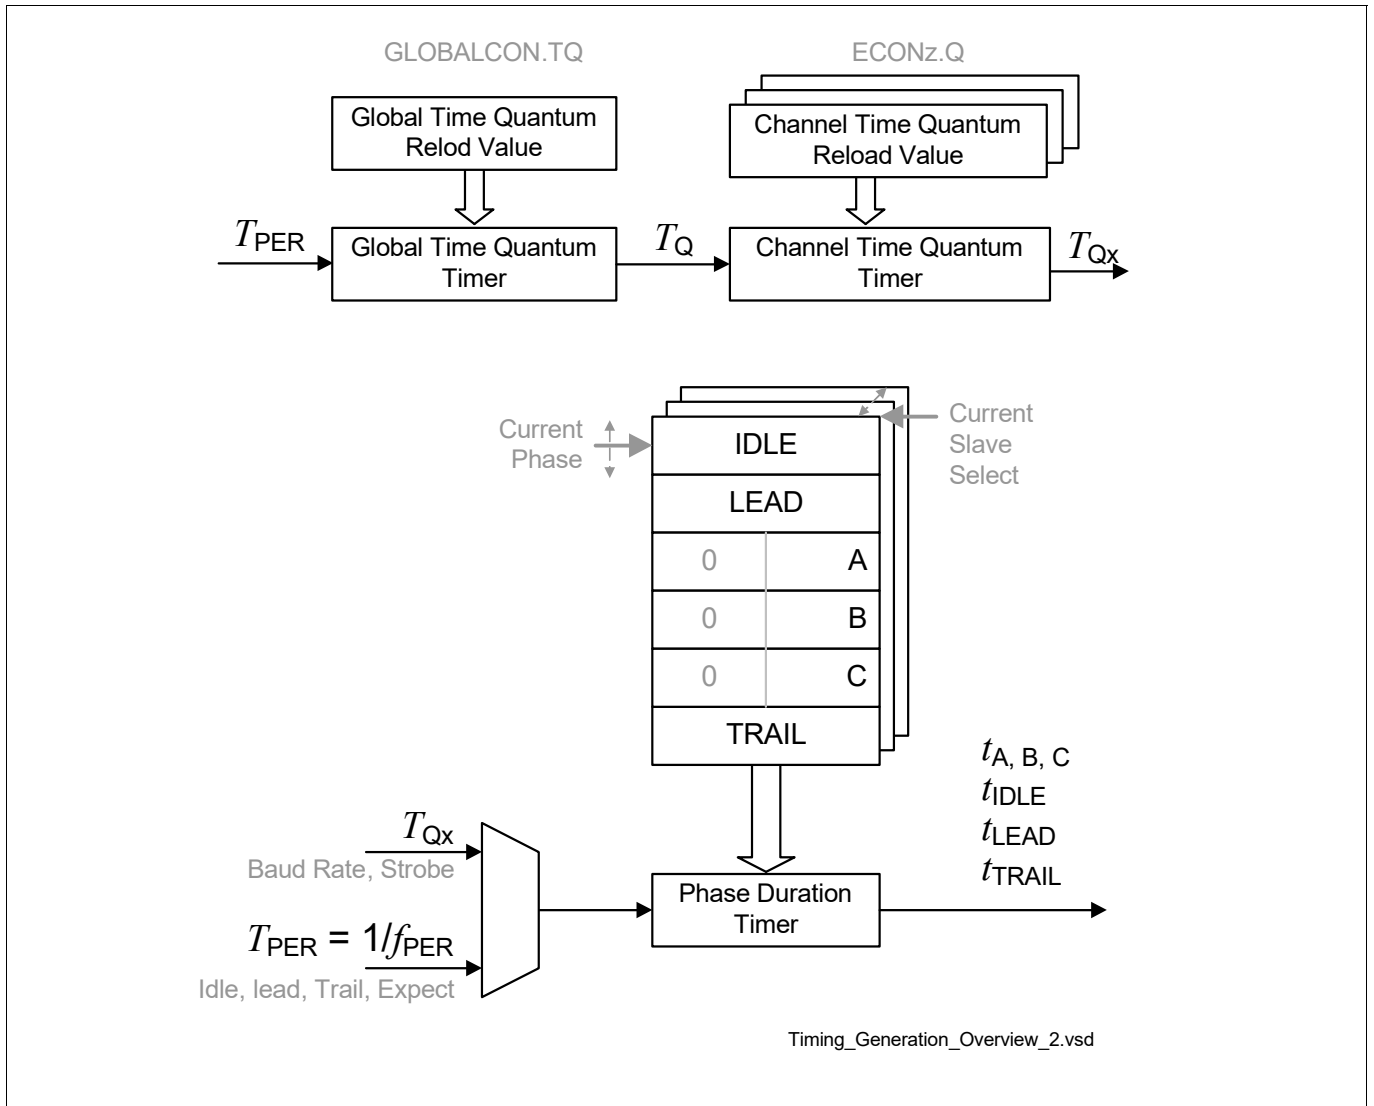 GLOBALCON.TQ
ECONz.Q
Global Time Quantum
Relod Value
Channel Time Quantum
Reload Value
TPER
Global Time Quantum
Timer
TQ
Channel Time Quantum
Timer
TQx
Current
Phase
IDLE
Current
Slave
Select
LEAD
0 A
0 B
0 C
TRAIL
tA, B, C
tIDLE
tLEAD
tTRAIL
TQx
Baud Rate, Strobe
TPER = 1/fPER
Idle, lead, Trail, Expect
Phase Duration
Timer
Timing_Generation_Overview_2.vsd